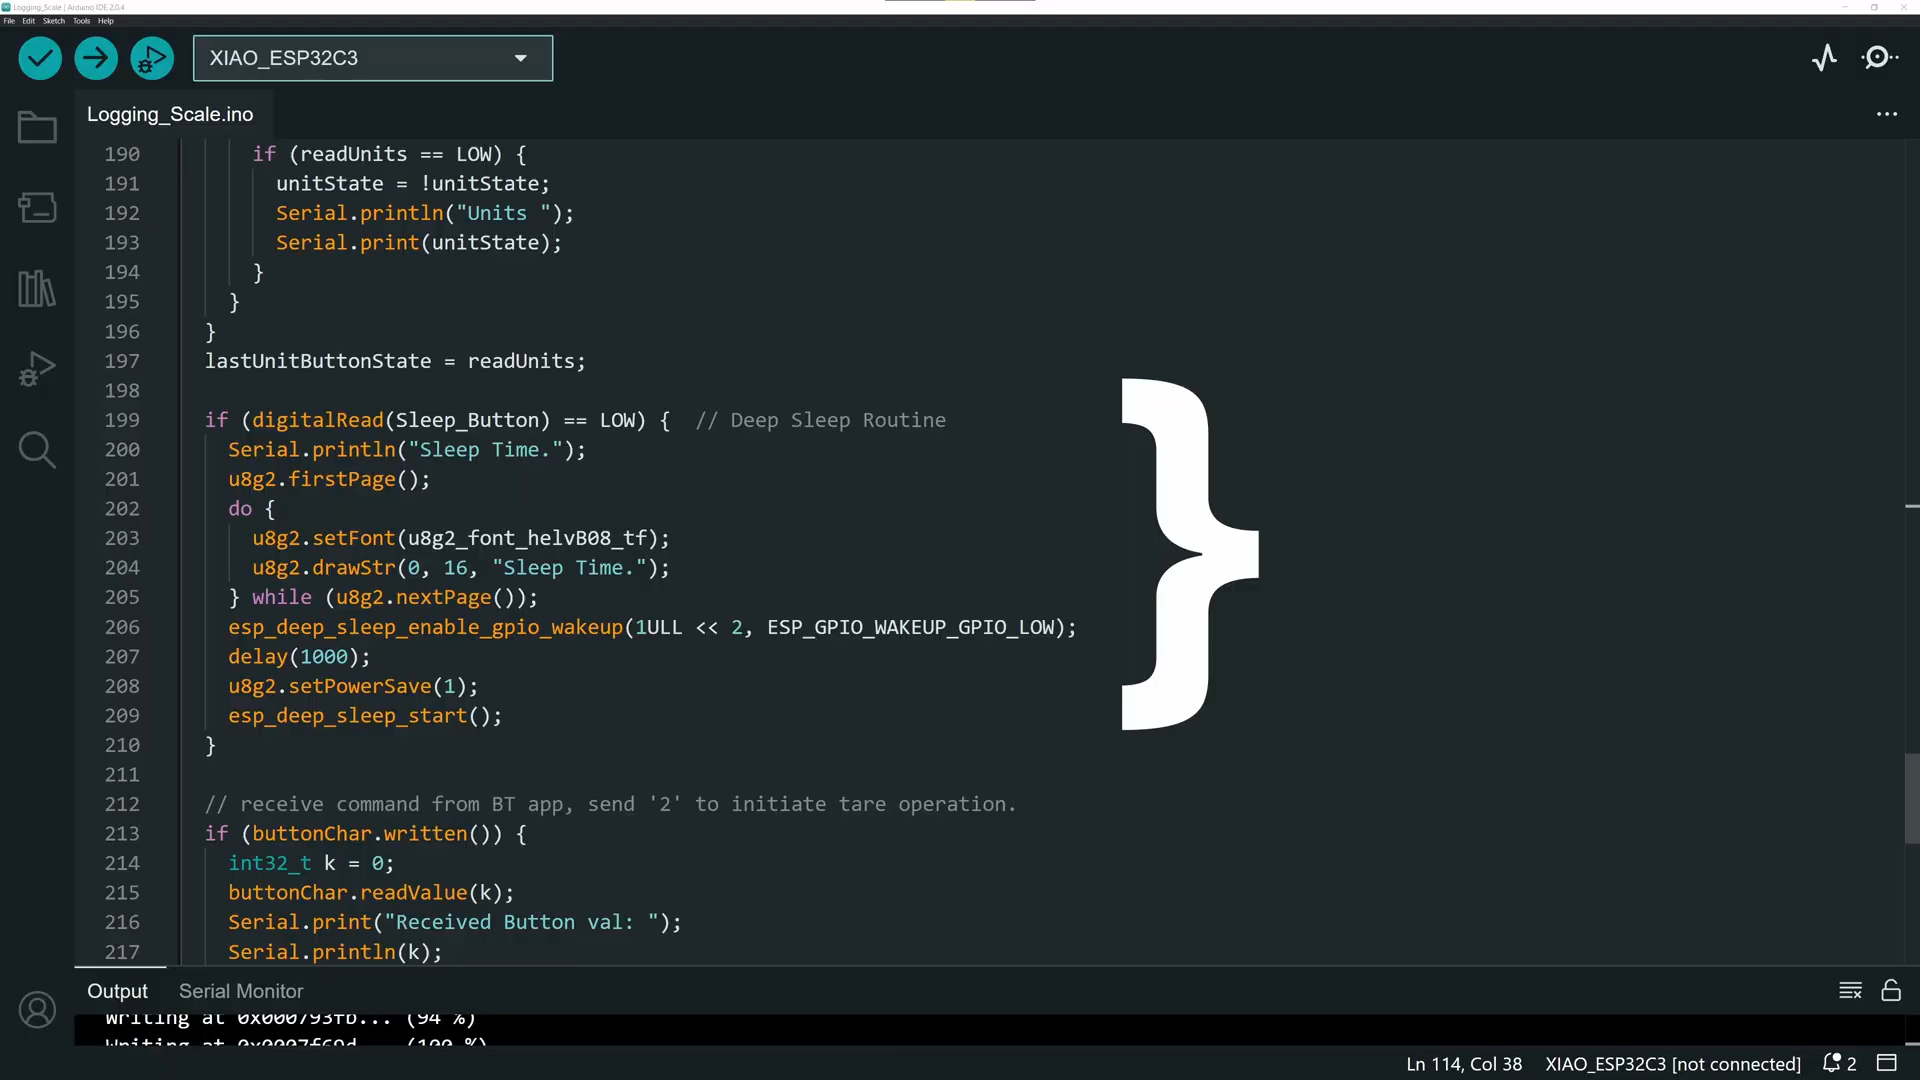 Logging_Scale | Arduino IDE 2.0.4
File Edit Sketch Tools Help
XIAO_ESP32C3
Logging_Scale.ino
190 if (readUnits == LOW) {
191 unitState = !unitState;
192 Serial.println("Units ");
193 Serial.print(unitState);
194 }
195 }
196 }
197 lastUnitButtonState = readUnits;
198
199 if (digitalRead(Sleep_Button) == LOW) { // Deep Sleep Routine
200 Serial.println("Sleep Time.");
201 u8g2.firstPage();
202 do {
203 u8g2.setFont(u8g2_font_helvB08_tf);
204 u8g2.drawStr(0, 16, "Sleep Time.");
205 } while (u8g2.nextPage());
206 esp_deep_sleep_enable_gpio_wakeup(1ULL << 2, ESP_GPIO_WAKEUP_GPIO_LOW);
207 delay(1000);
208 u8g2.setPowerSave(1);
209 esp_deep_sleep_start();
210 }
211
212 // receive command from BT app, send '2' to initiate tare operation.
213 if (buttonChar.written()) {
214 int32_t k = 0;
215 buttonChar.readValue(k);
216 Serial.print("Received Button val: ");
217 Serial.println(k);
}
Output Serial Monitor
Writing at 0x000793fb... (94 %)
Writing at 0x0007f69d... (100 %)
Ln 114, Col 38 XIAO_ESP32C3 [not connected] 2